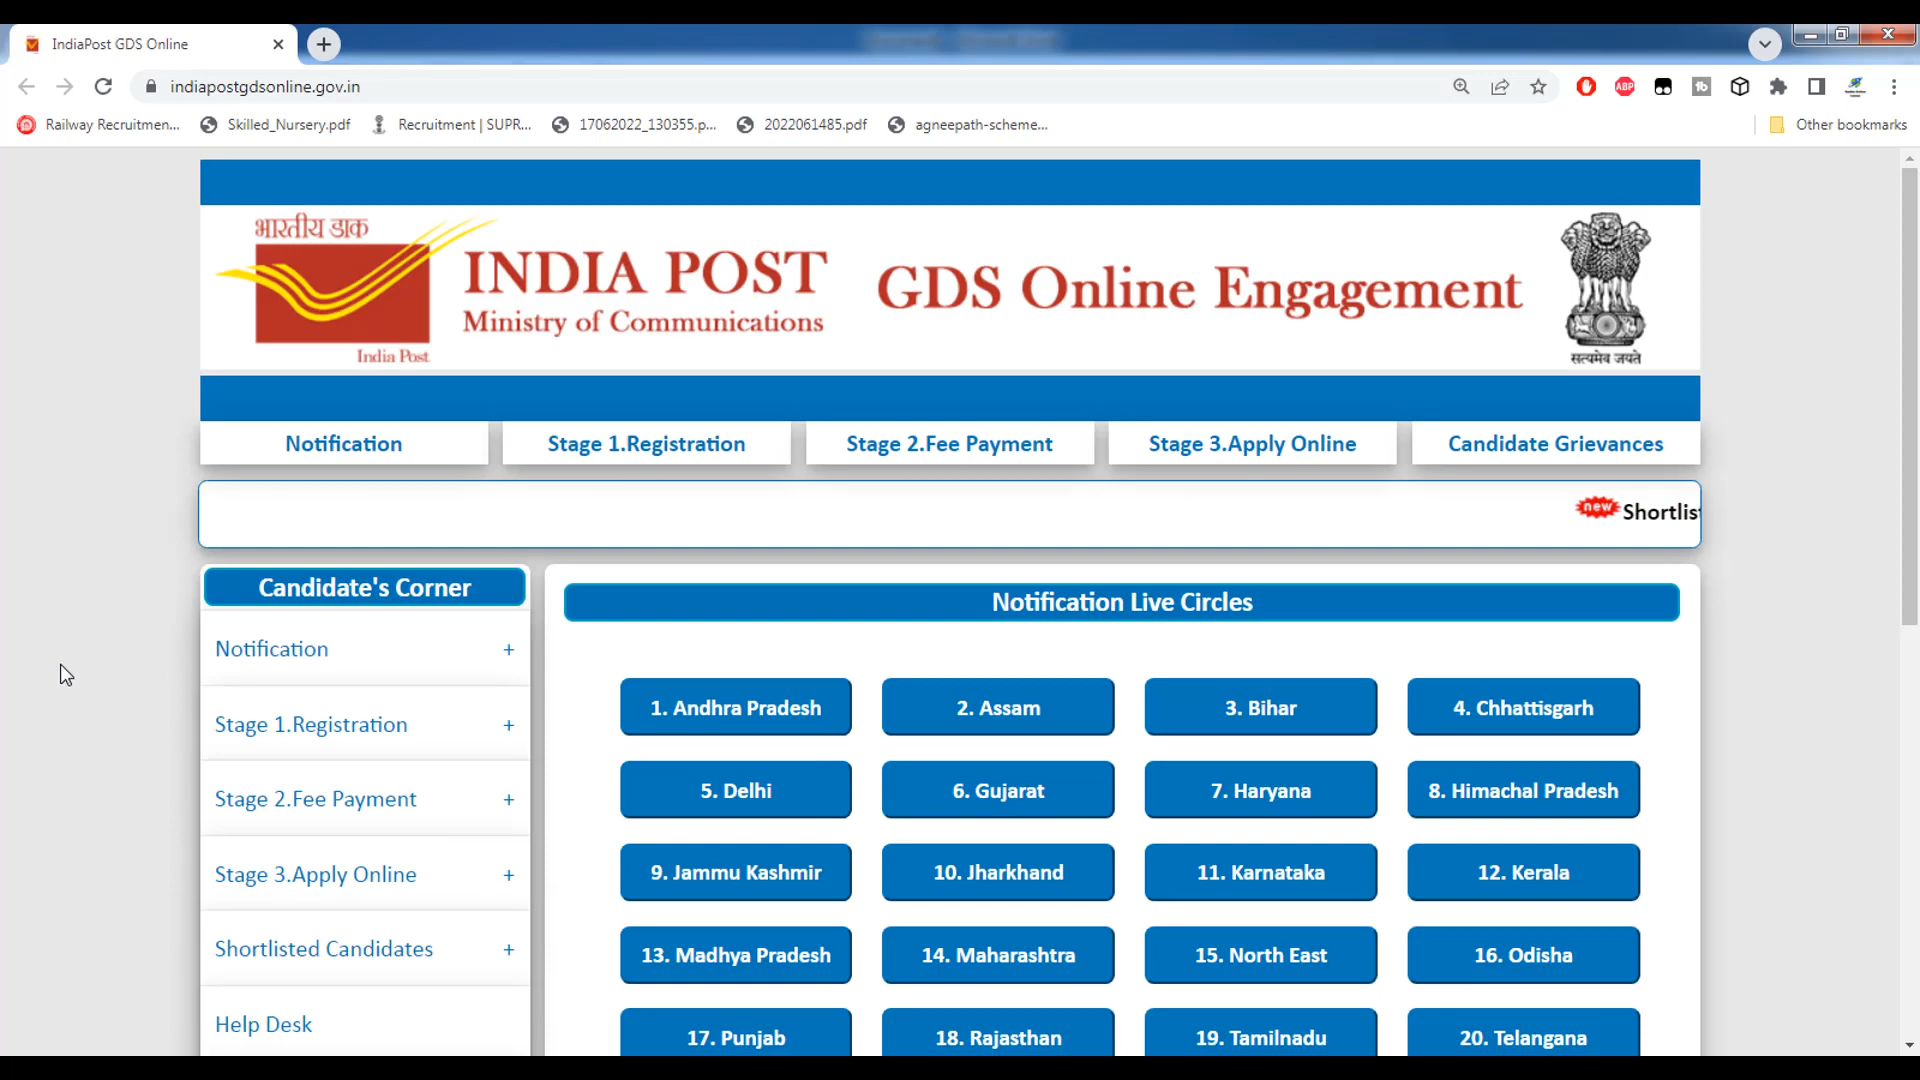 IndiaPost GDS Online
indiapostgdsonline.gov.in
ABP
Railway Recruitmen...
Skilled_Nursery.pdf
Recruitment | SUPR...
17062022_130355.p...
2022061485.pdf
agneepath-scheme...
Other bookmarks
भारतीय डाक
India Post
INDIA POST
Ministry of Communications
GDS Online Engagement
सत्यमेव जयते
Notification
Stage 1.Registration
Stage 2.Fee Payment
Stage 3.Apply Online
Candidate Grievances
new Shortlis
Candidate's Corner
Notification +
Stage 1.Registration +
Stage 2.Fee Payment +
Stage 3.Apply Online +
Shortlisted Candidates +
Help Desk
Notification Live Circles
1. Andhra Pradesh
2. Assam
3. Bihar
4. Chhattisgarh
5. Delhi
6. Gujarat
7. Haryana
8. Himachal Pradesh
9. Jammu Kashmir
10. Jharkhand
11. Karnataka
12. Kerala
13. Madhya Pradesh
14. Maharashtra
15. North East
16. Odisha
17. Punjab
18. Rajasthan
19. Tamilnadu
20. Telangana